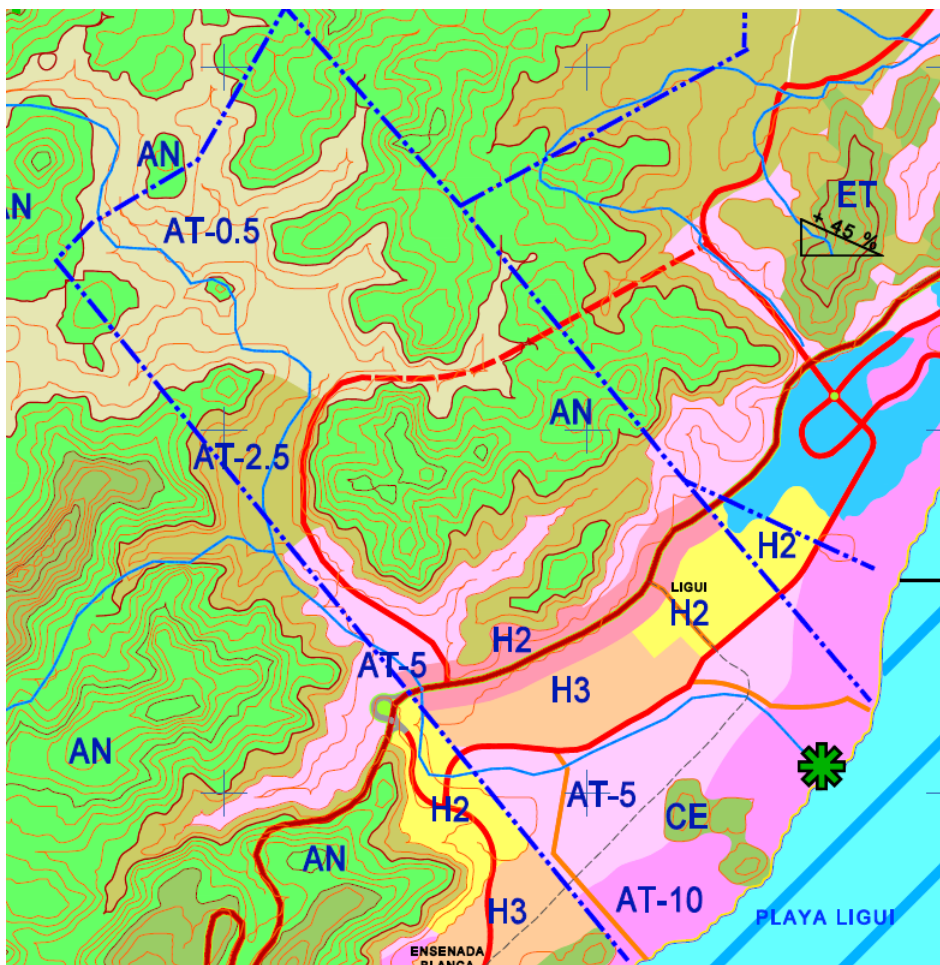 AN
ET
+ 45 %
AN
AT-0.5
AN
AT-2.5
H2
LIGUI
H2
H2
AT-5
H3
AN
AT-5
H2
CE
AN
AT-10
H3
PLAYA LIGUI
ENSENADA
BLANCA